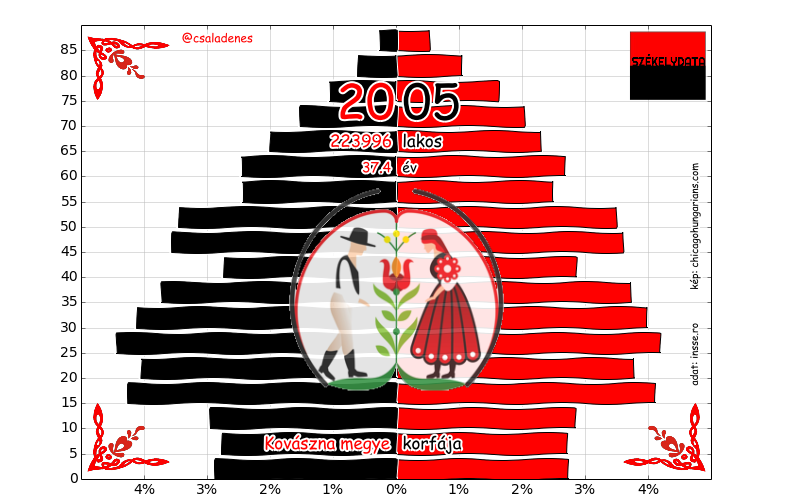 @csaladenes
SZÉKELYDATA
2005
223996 lakos
37.4 év
kép: chicagohungarians.com
adat: insse.ro
Kovászna megye korfája
85
80
75
70
65
60
55
50
45
40
35
30
25
20
15
10
5
0
4% 3% 2% 1% 0% 1% 2% 3% 4%